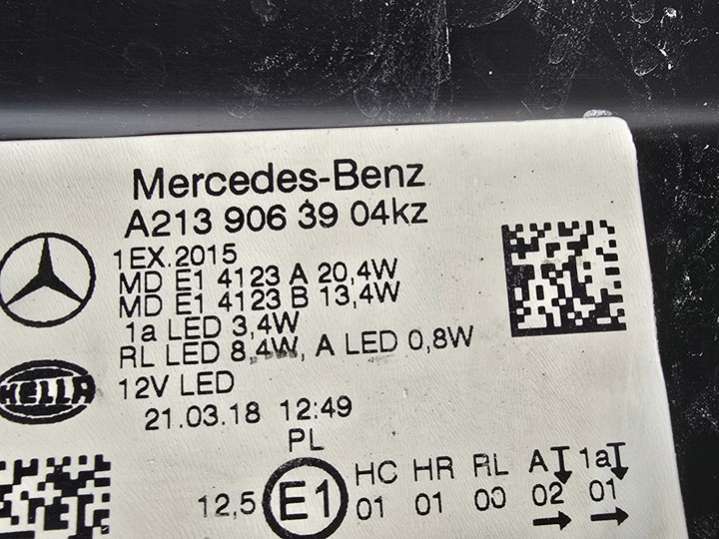 Mercedes-Benz
A213 906 39 04kz
1EX.2015
MD E1 4123 A 20,4W
MD E1 4123 B 13,4W
1a LED 3,4W
RL LED 8,4W, A LED 0,8W
HELLA
12V LED
21.03.18 12:49
PL
HC HR RL A 1a
12,5 E1 01 01 00 02 01